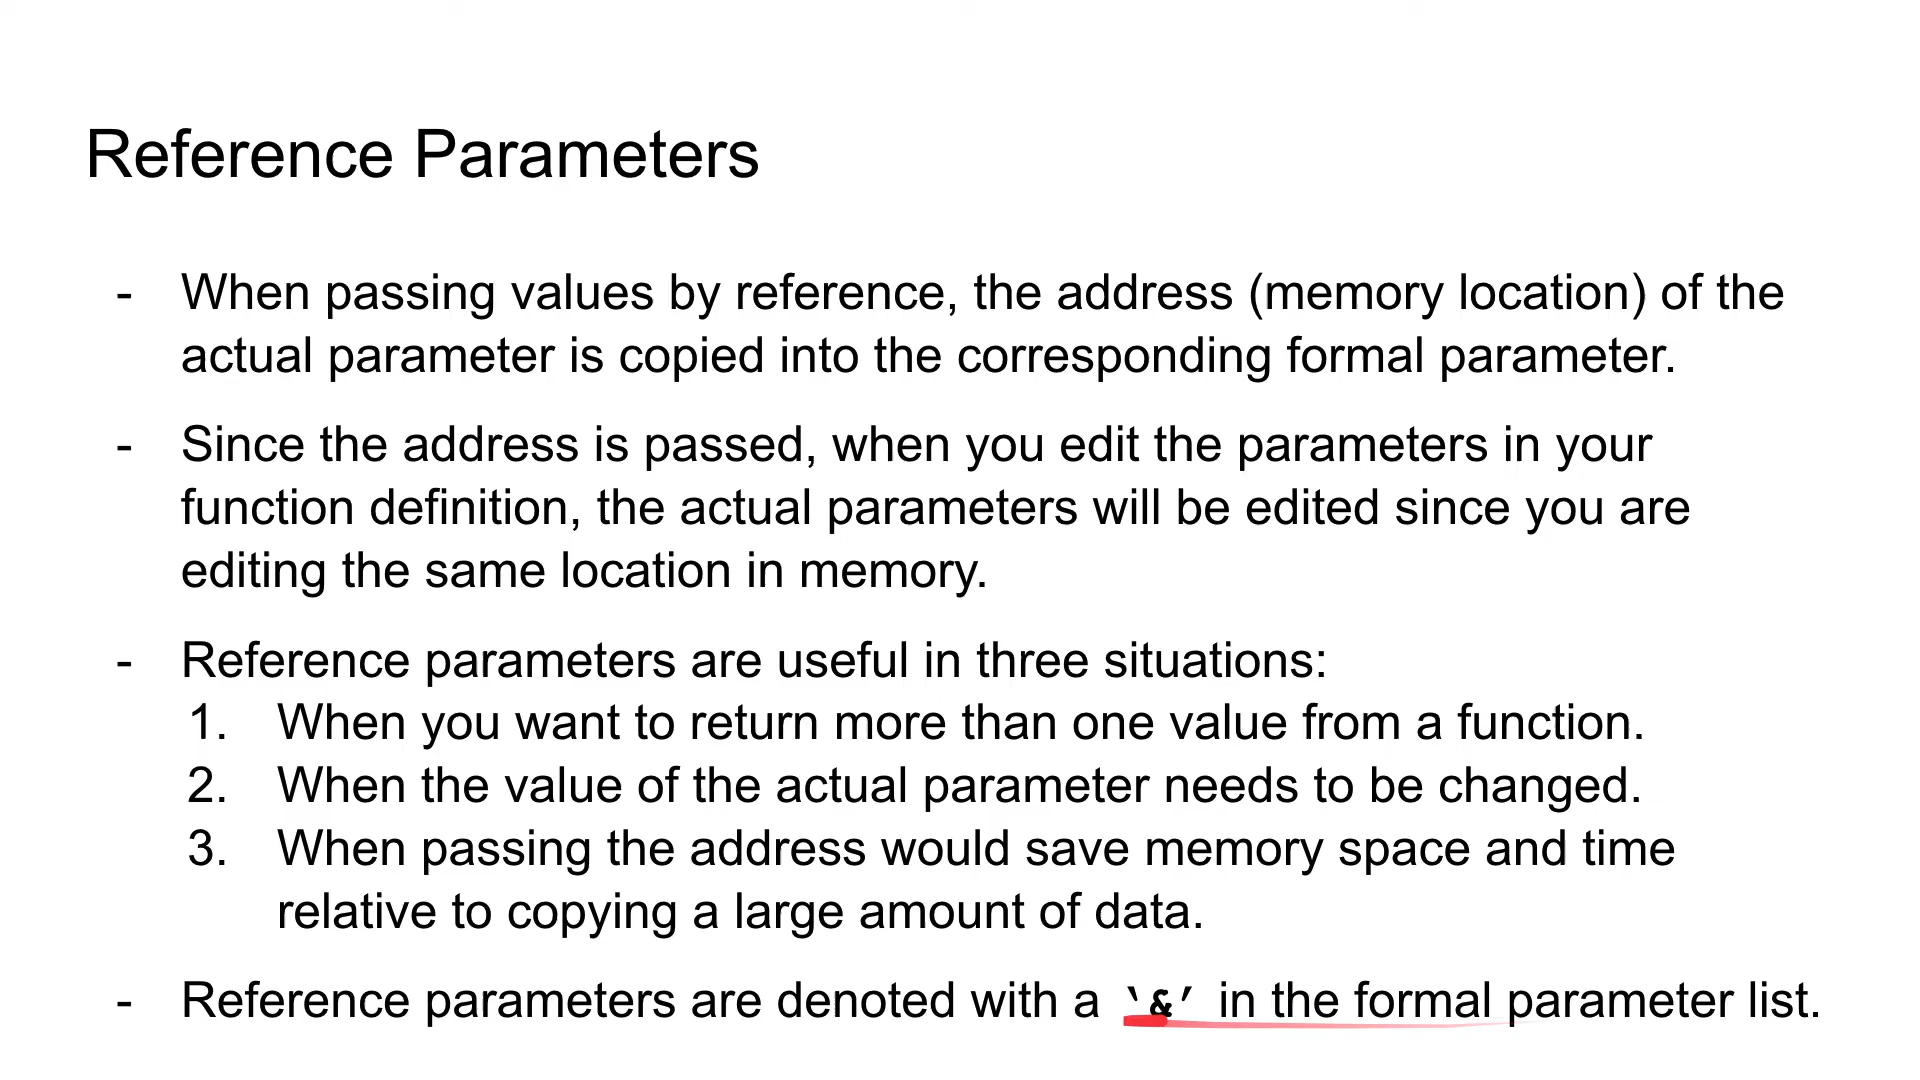 Reference Parameters
- When passing values by reference, the address (memory location) of the
actual parameter is copied into the corresponding formal parameter.
- Since the address is passed, when you edit the parameters in your
function definition, the actual parameters will be edited since you are
editing the same location in memory.
- Reference parameters are useful in three situations:
1. When you want to return more than one value from a function.
2. When the value of the actual parameter needs to be changed.
3. When passing the address would save memory space and time
relative to copying a large amount of data.
- Reference parameters are denoted with a ‘&’ in the formal parameter list.